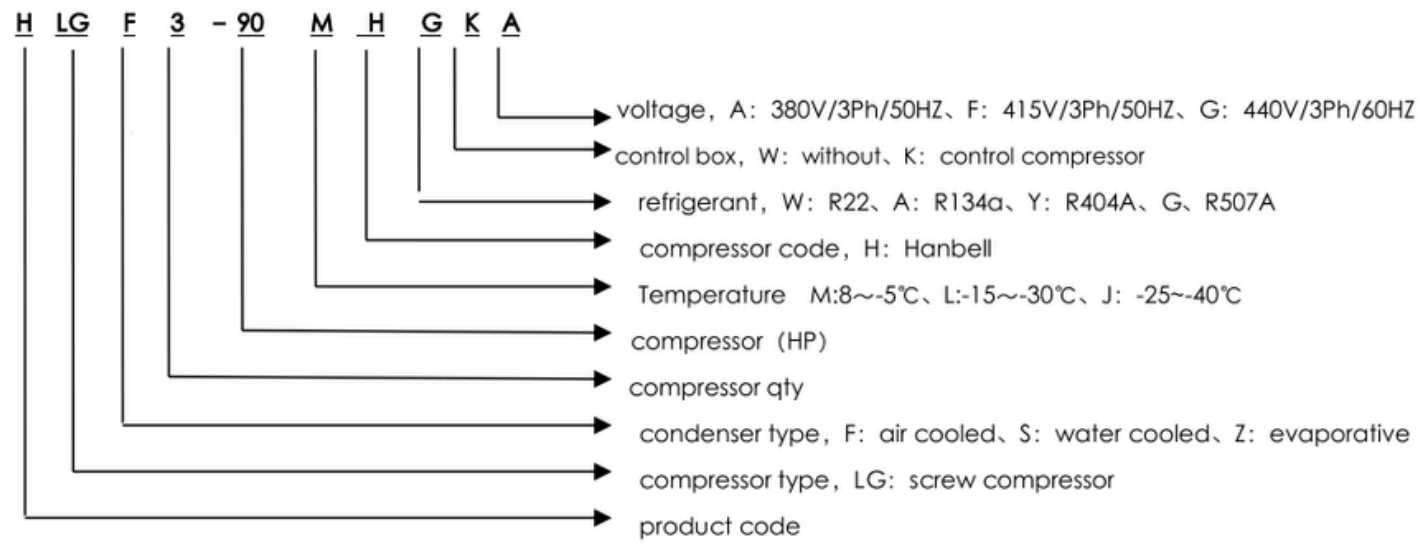 H LG F 3 - 90 M H G K A
voltage, A: 380V/3Ph/50HZ、F: 415V/3Ph/50HZ、G: 440V/3Ph/60HZ
control box, W: without、K: control compressor
refrigerant, W: R22、A: R134a、Y: R404A、G、R507A
compressor code, H: Hanbell
Temperature M:8～-5℃、L:-15～-30℃、J: -25~-40℃
compressor（HP）
compressor qty
condenser type, F: air cooled、S: water cooled、Z: evaporative
compressor type, LG: screw compressor
product code